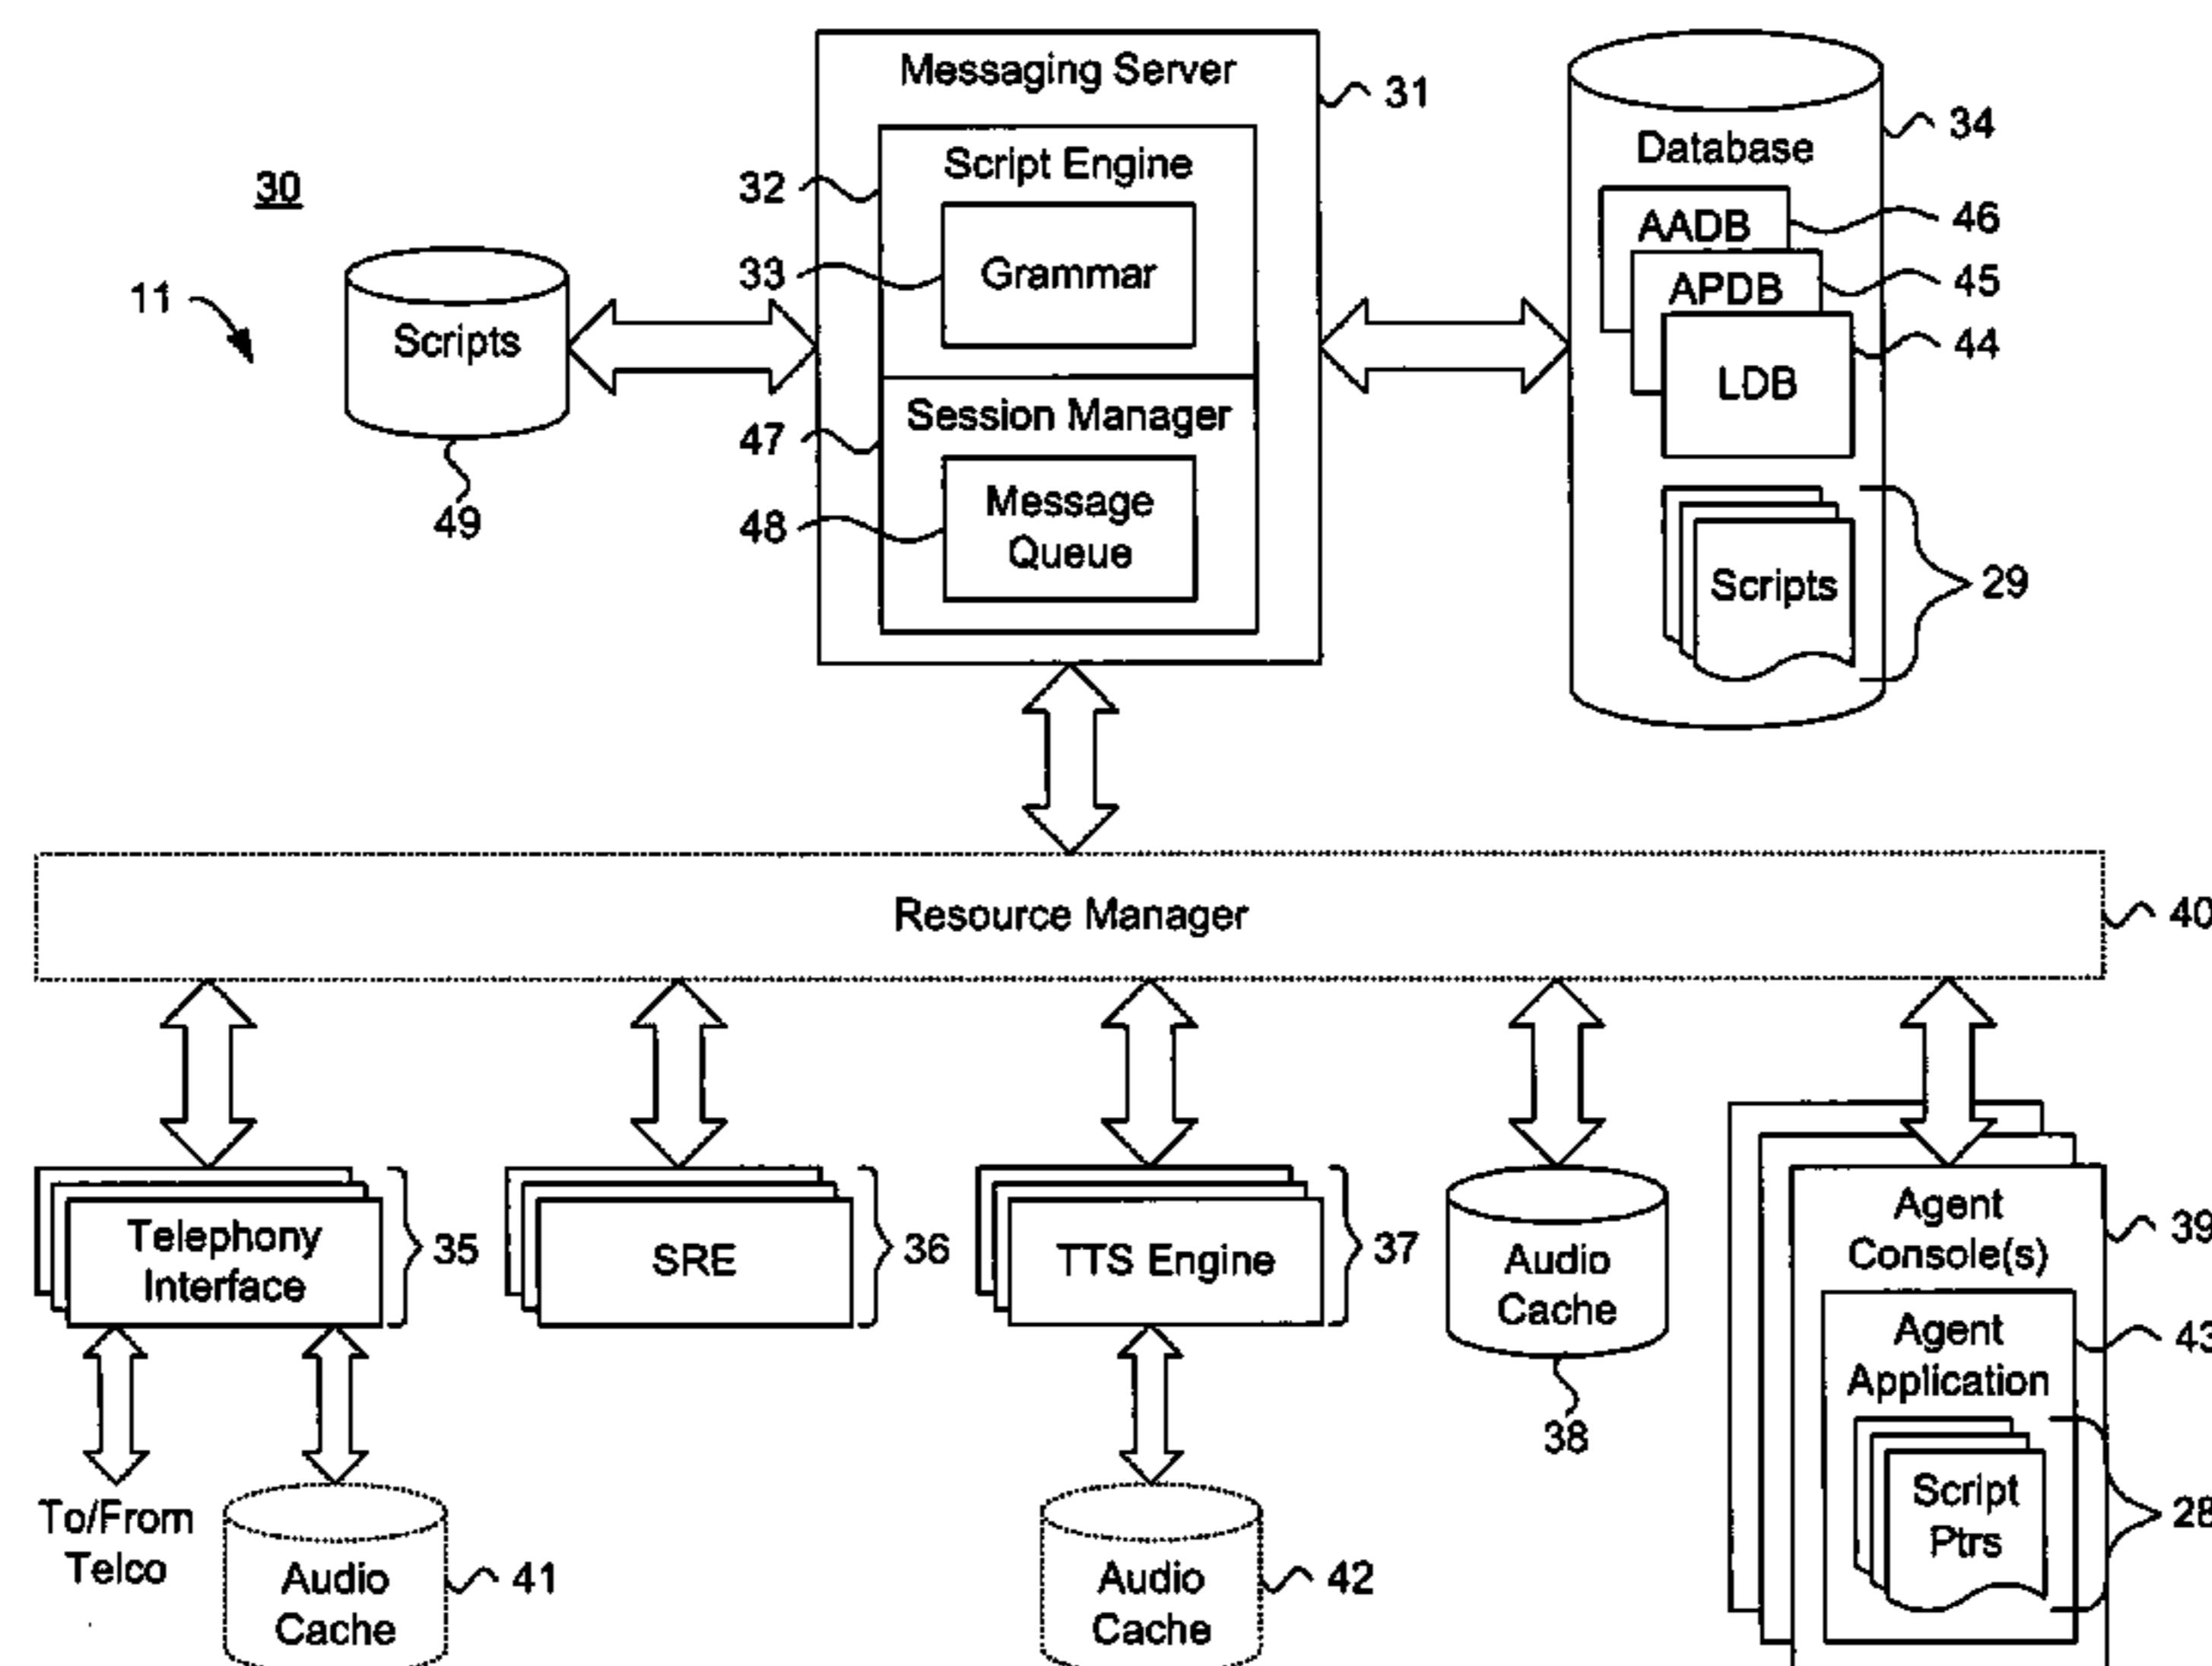 Messaging Server
31
34
Database
30
32
Script Engine
AADB
46
33
Grammar
APDB
45
11
Scripts
44
LDB
Session Manager
47
49
48
Message
Queue
Scripts
29
Resource Manager
40
Telephony
Interface
35
SRE
36
TTS Engine
37
Audio
Cache
38
Agent
Console(s)
39
Agent
Application
43
Script
Ptrs
28
To/From
Telco
Audio
Cache
41
Audio
Cache
42